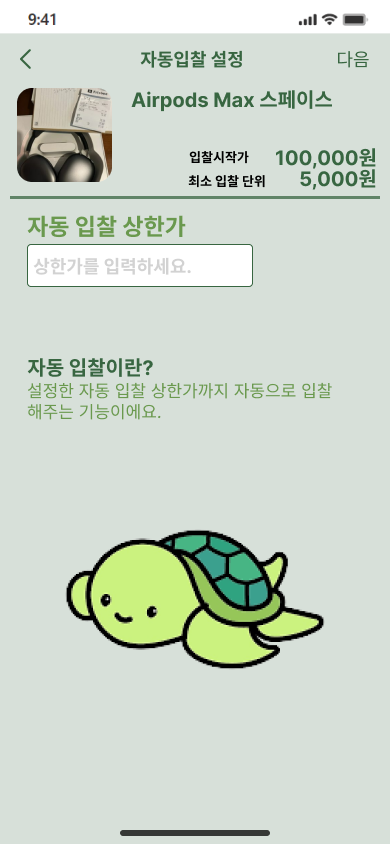 9:41
자동입찰 설정
다음
Airpods Max 스페이스
입찰시작가 100,000원
최소 입찰 단위 5,000원
자동 입찰 상한가
상한가를 입력하세요.
자동 입찰이란?
설정한 자동 입찰 상한가까지 자동으로 입찰
해주는 기능이에요.